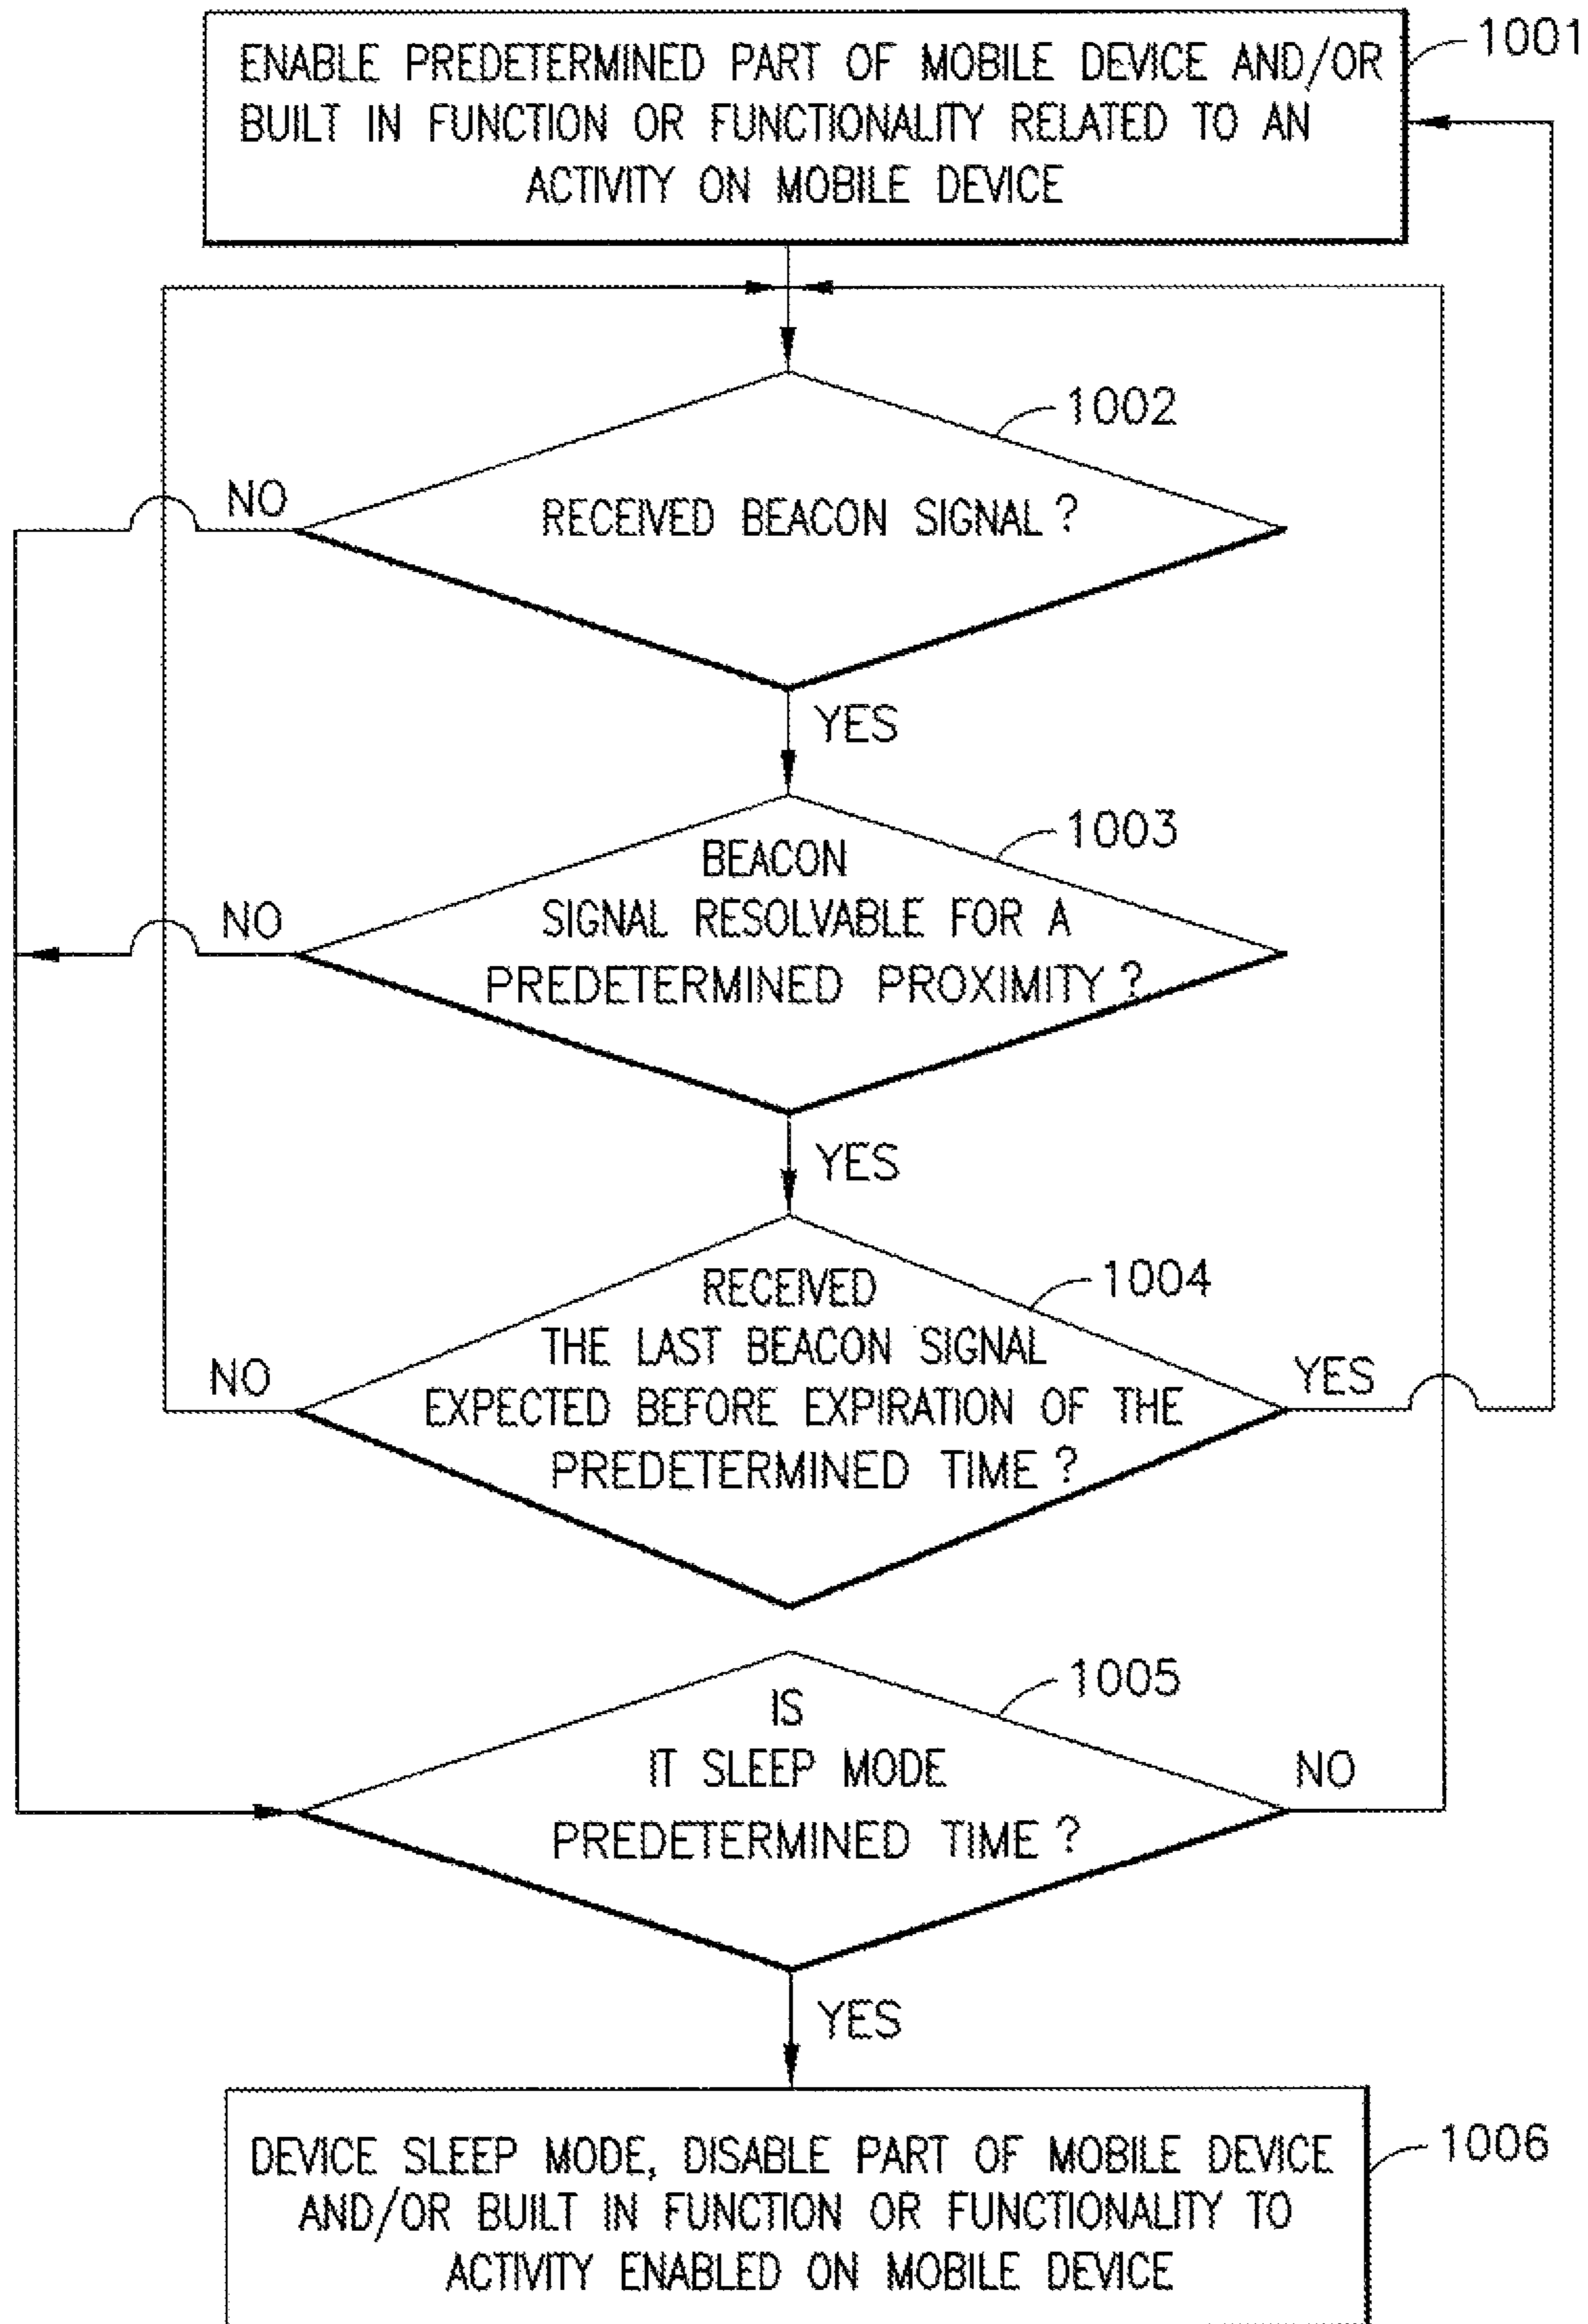 1001
ENABLE PREDETERMINED PART OF MOBILE DEVICE AND/OR
BUILT IN FUNCTION OR FUNCTIONALITY RELATED TO AN
ACTIVITY ON MOBILE DEVICE
1002
NO
RECEIVED BEACON SIGNAL?
YES
1003
BEACON
NO
SIGNAL RESOLVABLE FOR A
PREDETERMINED PROXIMITY?
YES
1004
RECEIVED
THE LAST BEACON SIGNAL
NO
YES
EXPECTED BEFORE EXPIRATION OF THE
PREDETERMINED TIME?
1005
IS
IT SLEEP MODE
NO
PREDETERMINED TIME?
YES
1006
DEVICE SLEEP MODE, DISABLE PART OF MOBILE DEVICE
AND/OR BUILT IN FUNCTION OR FUNCTIONALITY TO
ACTIVITY ENABLED ON MOBILE DEVICE